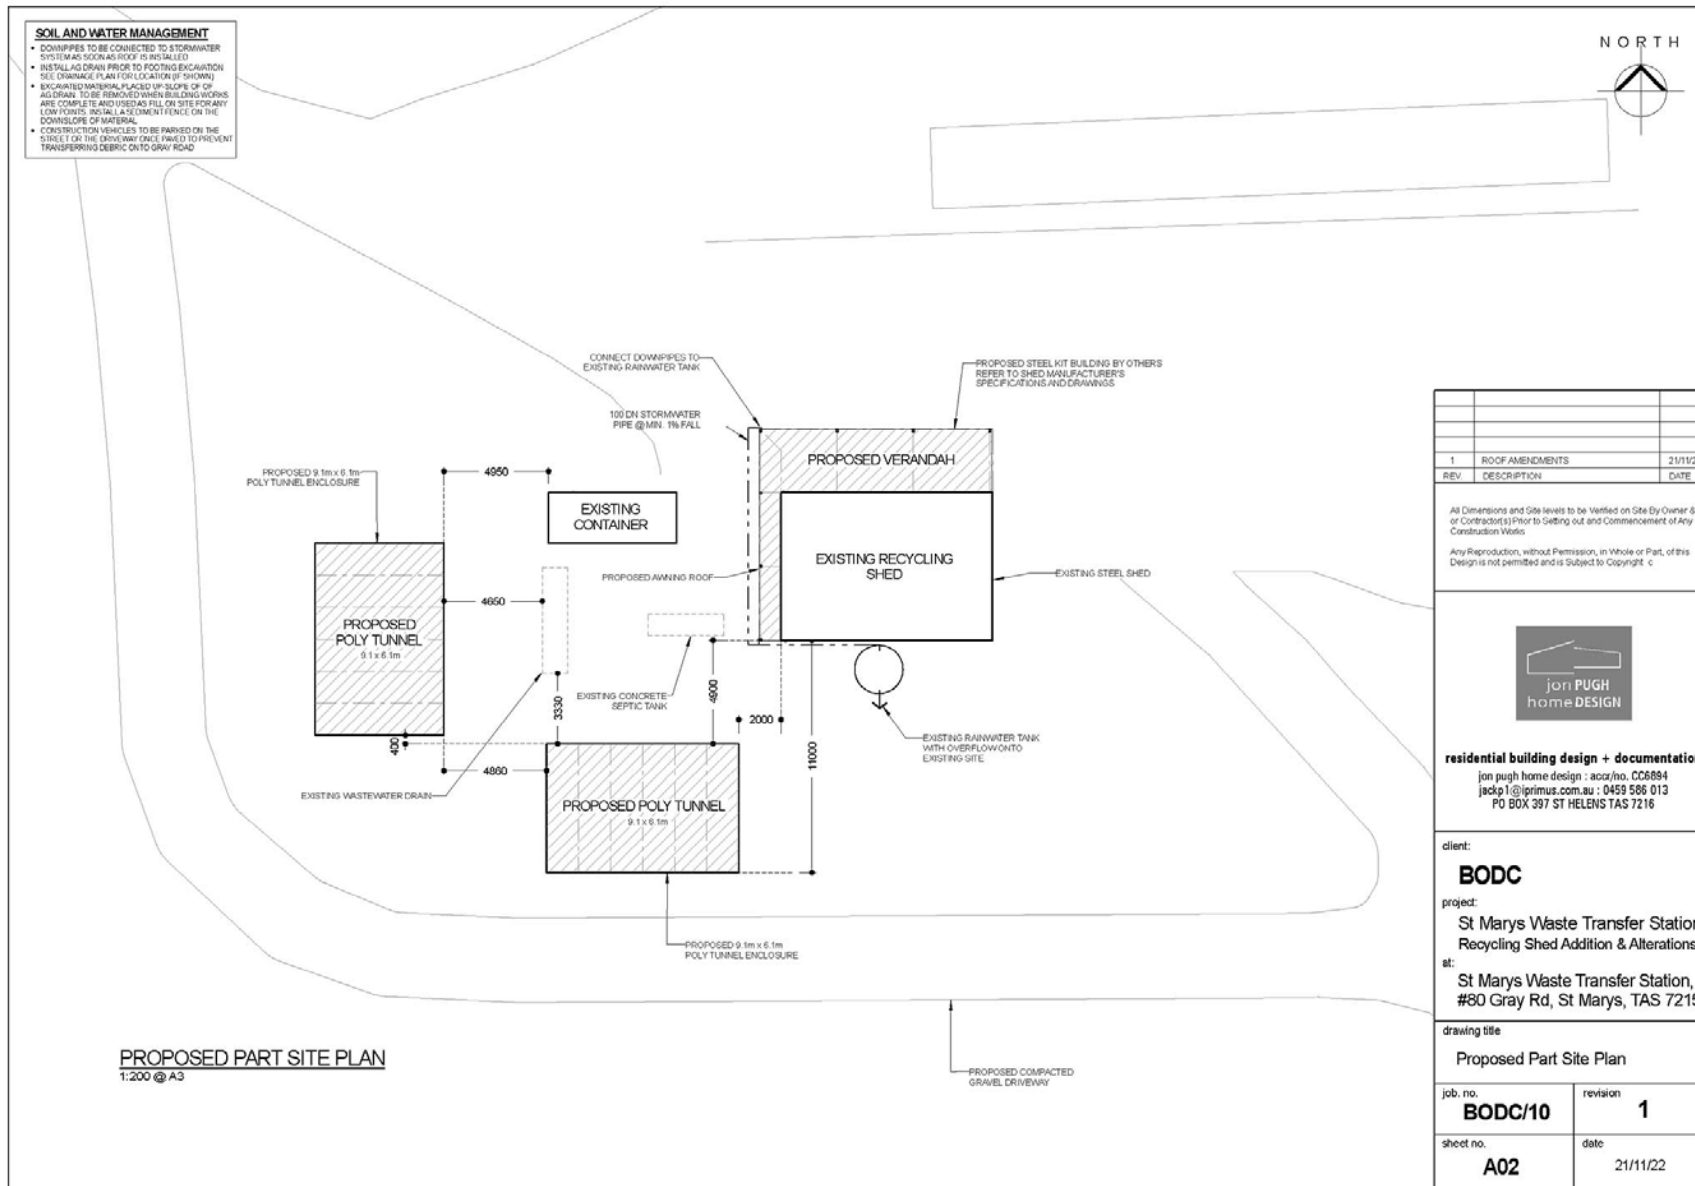 SOIL AND WATER MANAGEMENT
• DOWNPIPES TO BE CONNECTED TO STORMWATER
SYSTEM AS SOON AS ROOF IS INSTALLED
• INSTALL AG DRAIN PRIOR TO FOOTING EXCAVATION
SEE DRAINAGE PLAN FOR LOCATION (IF SHOWN)
• EXCAVATED MATERIAL PLACED UP-SLOPE OF OF
AG DRAIN. TO BE REMOVED WHEN BUILDING WORKS
ARE COMPLETE AND USED AS FILL ON SITE FOR ANY
LOW POINTS. INSTALL A SEDIMENT FENCE ON THE
DOWNSLOPE OF MATERIAL
• CONSTRUCTION VEHICLES TO BE PARKED ON THE
STREET OR THE DRIVEWAY ONCE PAVED TO PREVENT
TRANSFERRING DEBRIC ONTO GRAY ROAD
NORTH
CONNECT DOWNPIPES TO
EXISTING RAINWATER TANK
PROPOSED STEEL KIT BUILDING BY OTHERS
REFER TO SHED MANUFACTURER'S
SPECIFICATIONS AND DRAWINGS
100 DN STORMWATER
PIPE @ MIN. 1% FALL
PROPOSED VERANDAH
PROPOSED 9.1m x 6.1m
POLY TUNNEL ENCLOSURE
4950
EXISTING
CONTAINER
EXISTING RECYCLING
SHED
PROPOSED AWNING ROOF
EXISTING STEEL SHED
4650
PROPOSED
POLY TUNNEL
9.1 x 6.1m
EXISTING CONCRETE
SEPTIC TANK
3330
4900
2000
11000
400
4860
EXISTING RAINWATER TANK
WITH OVERFLOW ONTO
EXISTING SITE
EXISTING WASTEWATER DRAIN
PROPOSED POLY TUNNEL
9.1 x 6.1m
PROPOSED 9.1m x 6.1m
POLY TUNNEL ENCLOSURE
PROPOSED COMPACTED
GRAVEL DRIVEWAY
PROPOSED PART SITE PLAN
1:200 @ A3
1 ROOF AMENDMENTS 21/11/2
REV. DESCRIPTION DATE
All Dimensions and Site levels to be Verified on Site By Owner &
or Contractor(s) Prior to Setting out and Commencement of Any
Construction Works
Any Reproduction, without Permission, in Whole or Part, of this
Design is not permitted and is Subject to Copyright c
jon PUGH
home DESIGN
residential building design + documentation
jon pugh home design : accr/no. CC6894
jackp1@iprimus.com.au : 0459 586 013
PO BOX 397 ST HELENS TAS 7216
client:
BODC
project:
St Marys Waste Transfer Station
Recycling Shed Addition & Alterations
at:
St Marys Waste Transfer Station,
#80 Gray Rd, St Marys, TAS 7215
drawing title
Proposed Part Site Plan
job. no.
BODC/10
revision
1
sheet no.
A02
date
21/11/22